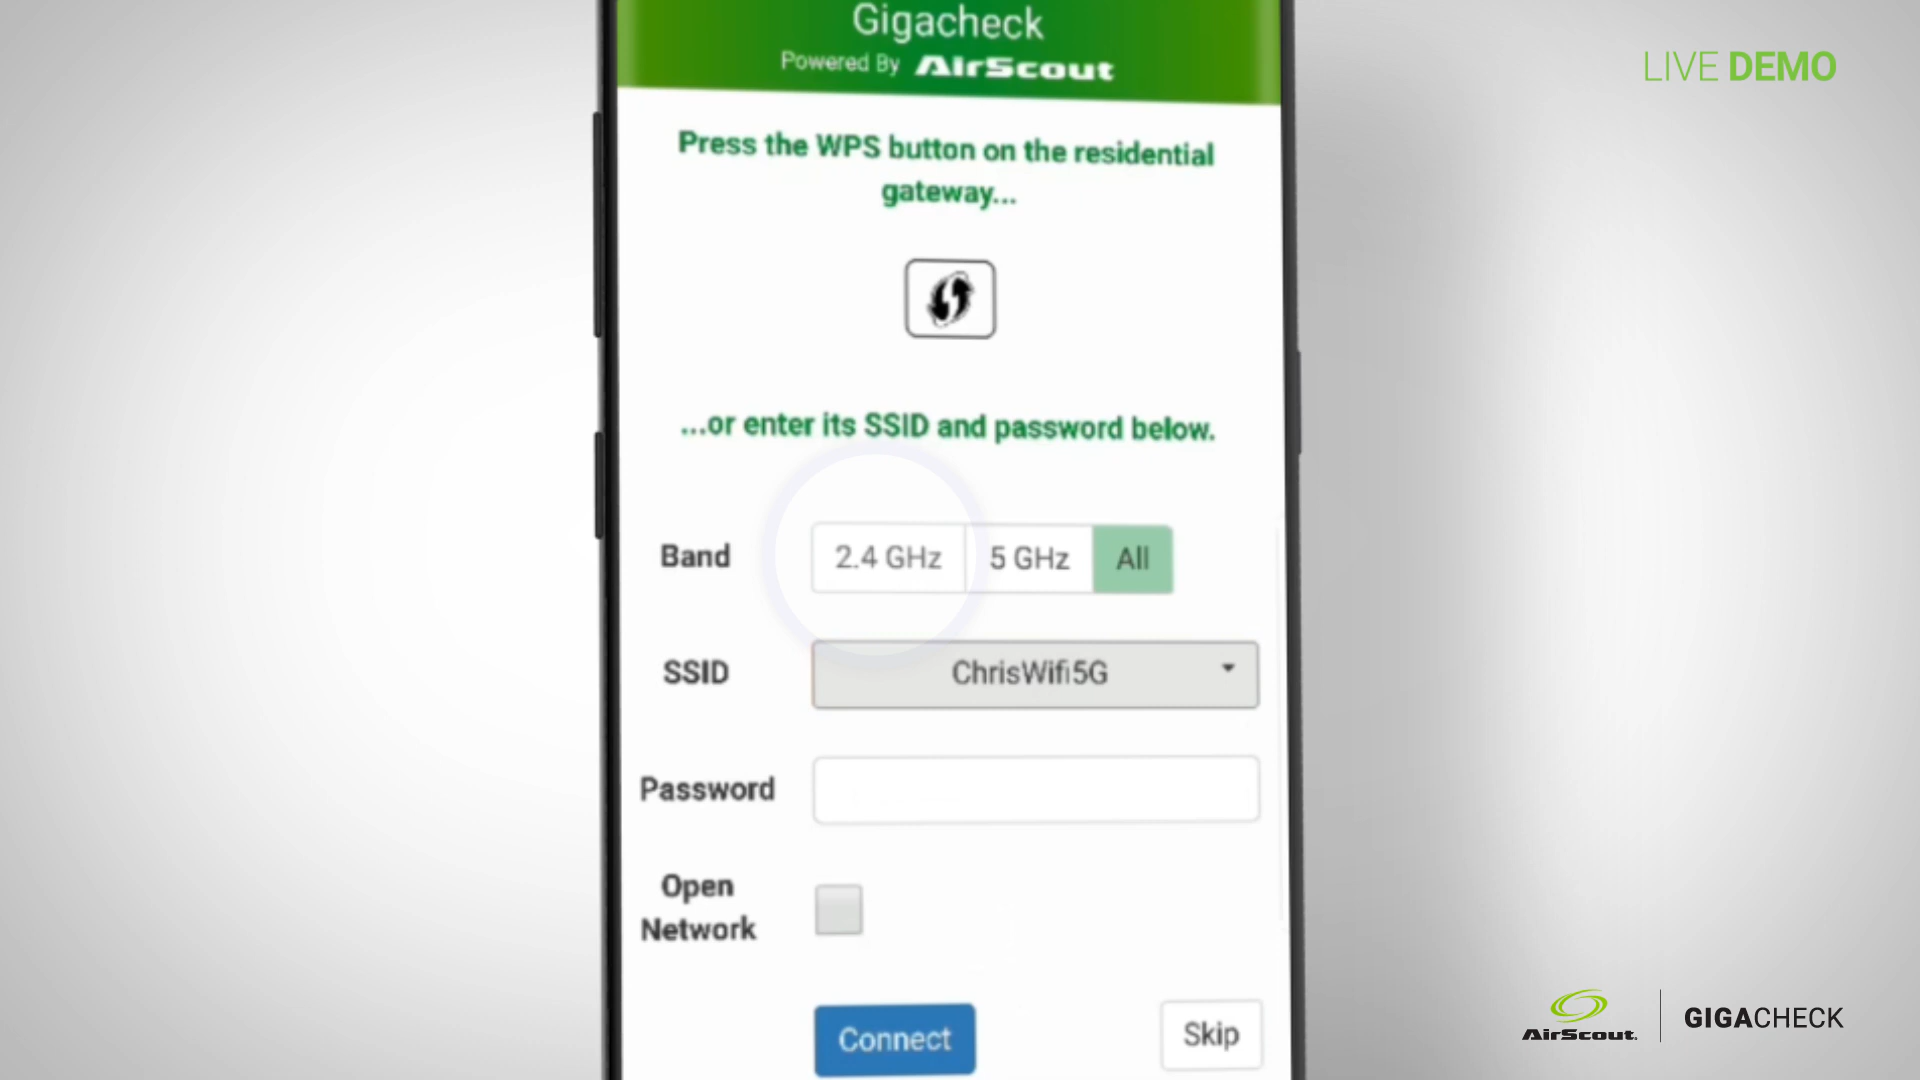 Gigacheck
Powered By AirScout
LIVE DEMO
Press the WPS button on the residential
gateway...
...or enter its SSID and password below.
Band 2.4 GHz 5 GHz All
SSID ChrisWifi5G
Password
Open
Network
Connect Skip
AirScout. GIGACHECK